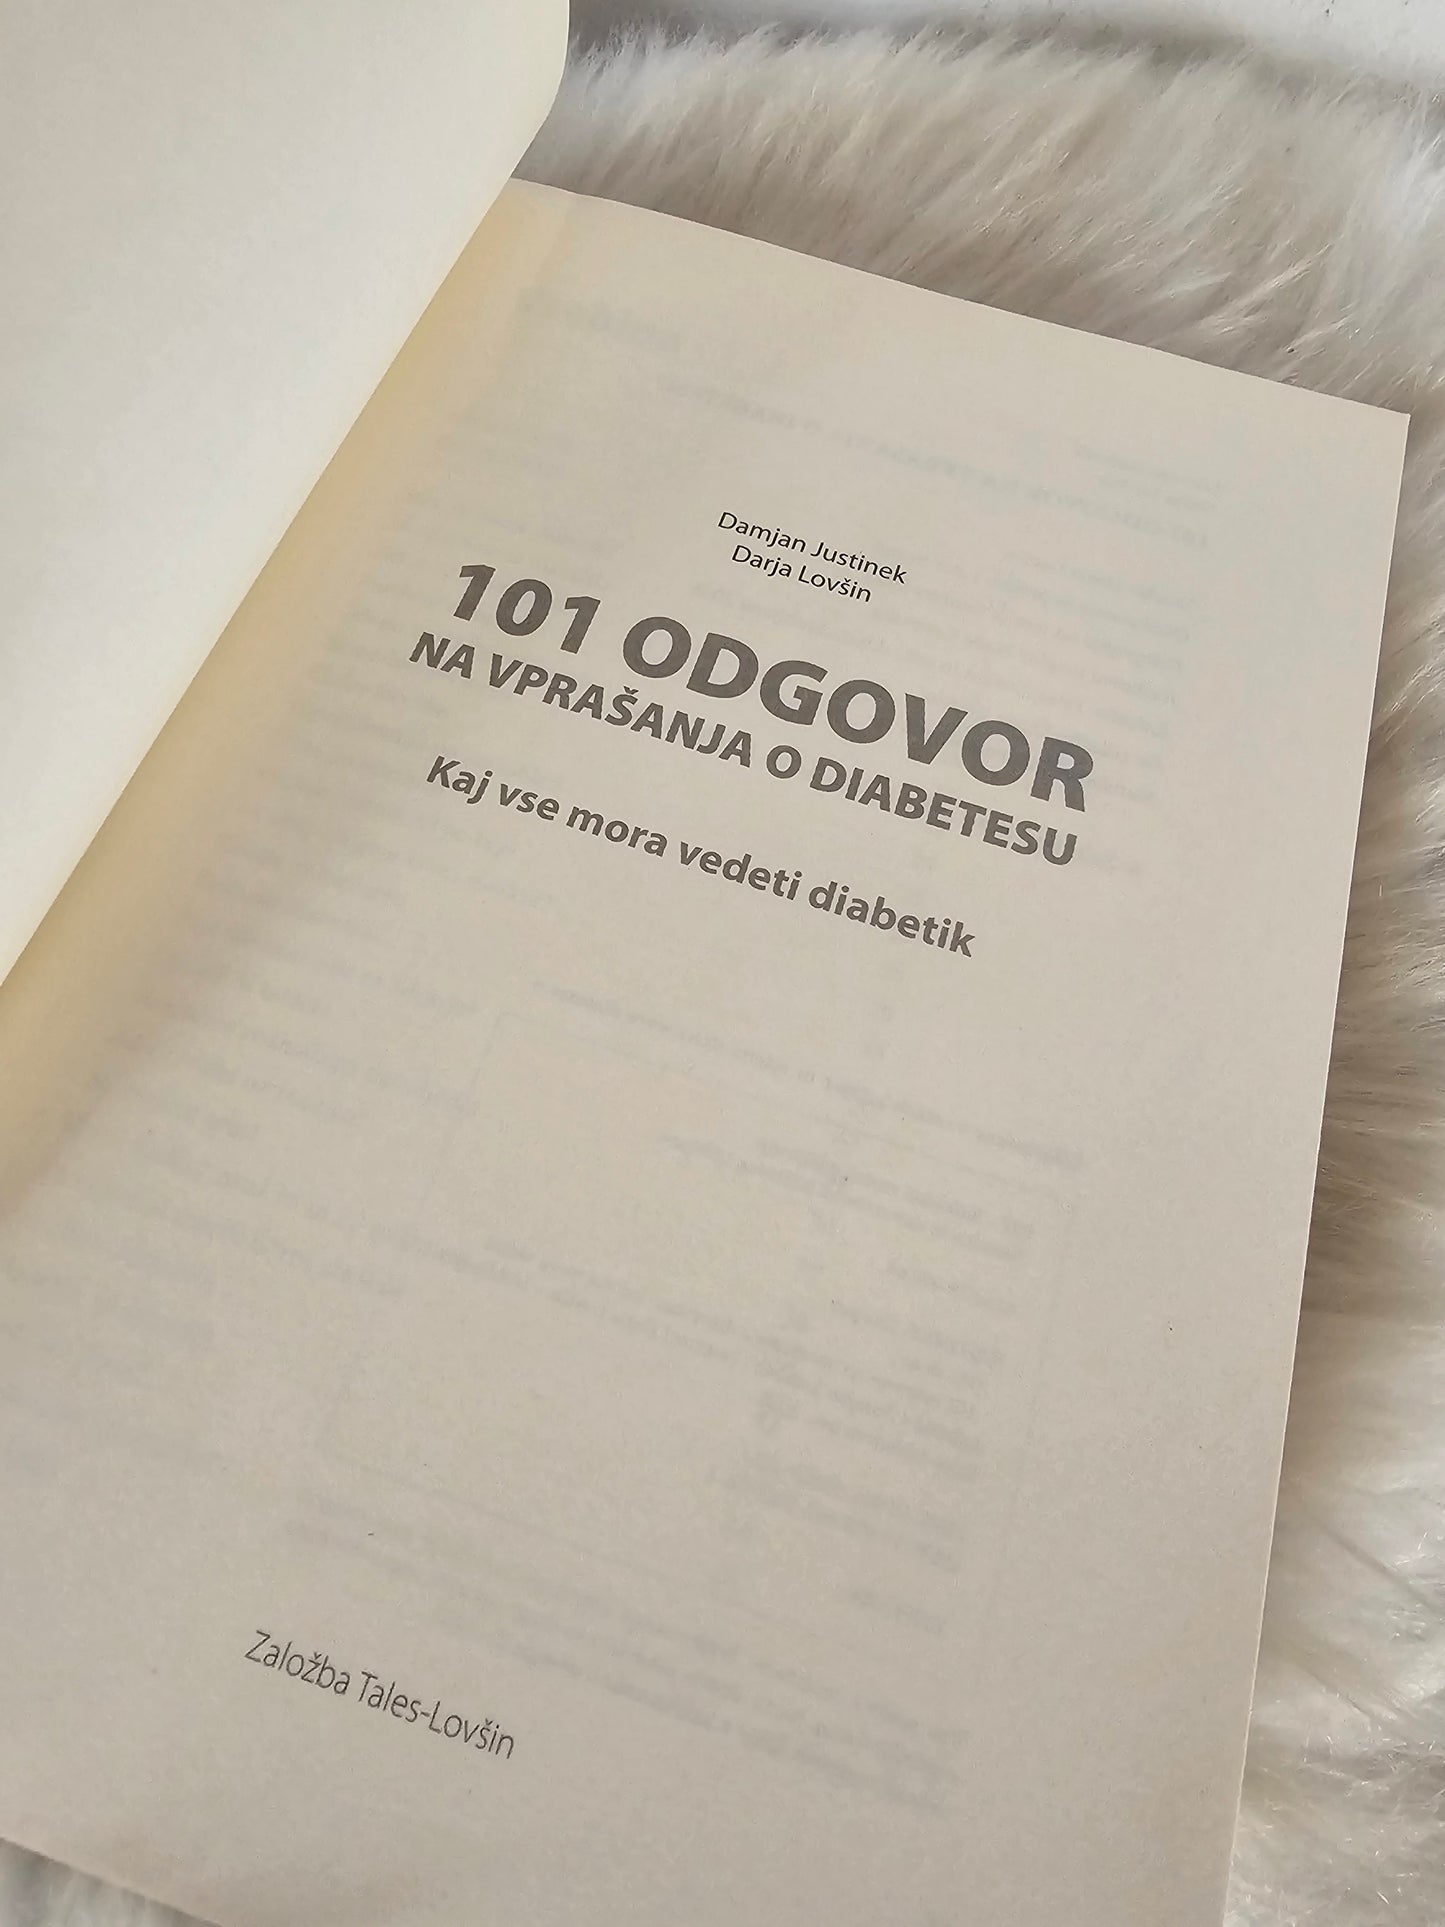 Damjan Justinek
Darja Lovšin
101 ODGOVOR
NA VPRAŠANJA O DIABETESU
Kaj vse mora vedeti diabetik
Založba Tales-Lovšin